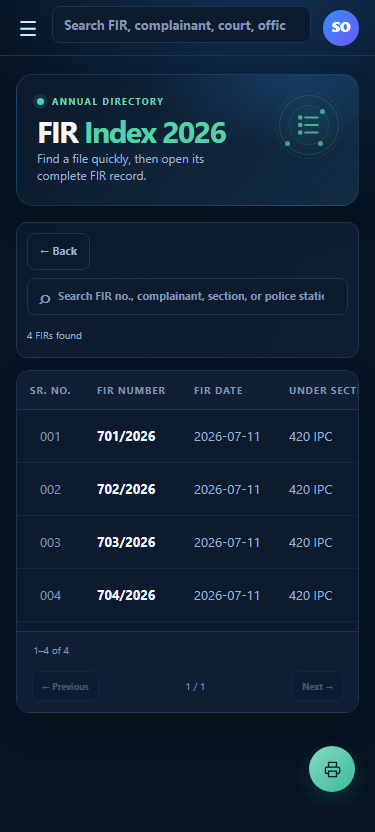 Search FIR, complainant, court, offic
SO
ANNUAL DIRECTORY
FIR Index 2026
Find a file quickly, then open its
complete FIR record.
← Back
Search FIR no., complainant, section, or police static
4 FIRs found
SR. NO. FIR NUMBER FIR DATE UNDER SECT
001 701/2026 2026-07-11 420 IPC
002 702/2026 2026-07-11 420 IPC
003 703/2026 2026-07-11 420 IPC
004 704/2026 2026-07-11 420 IPC
1–4 of 4
← Previous 1 / 1 Next →